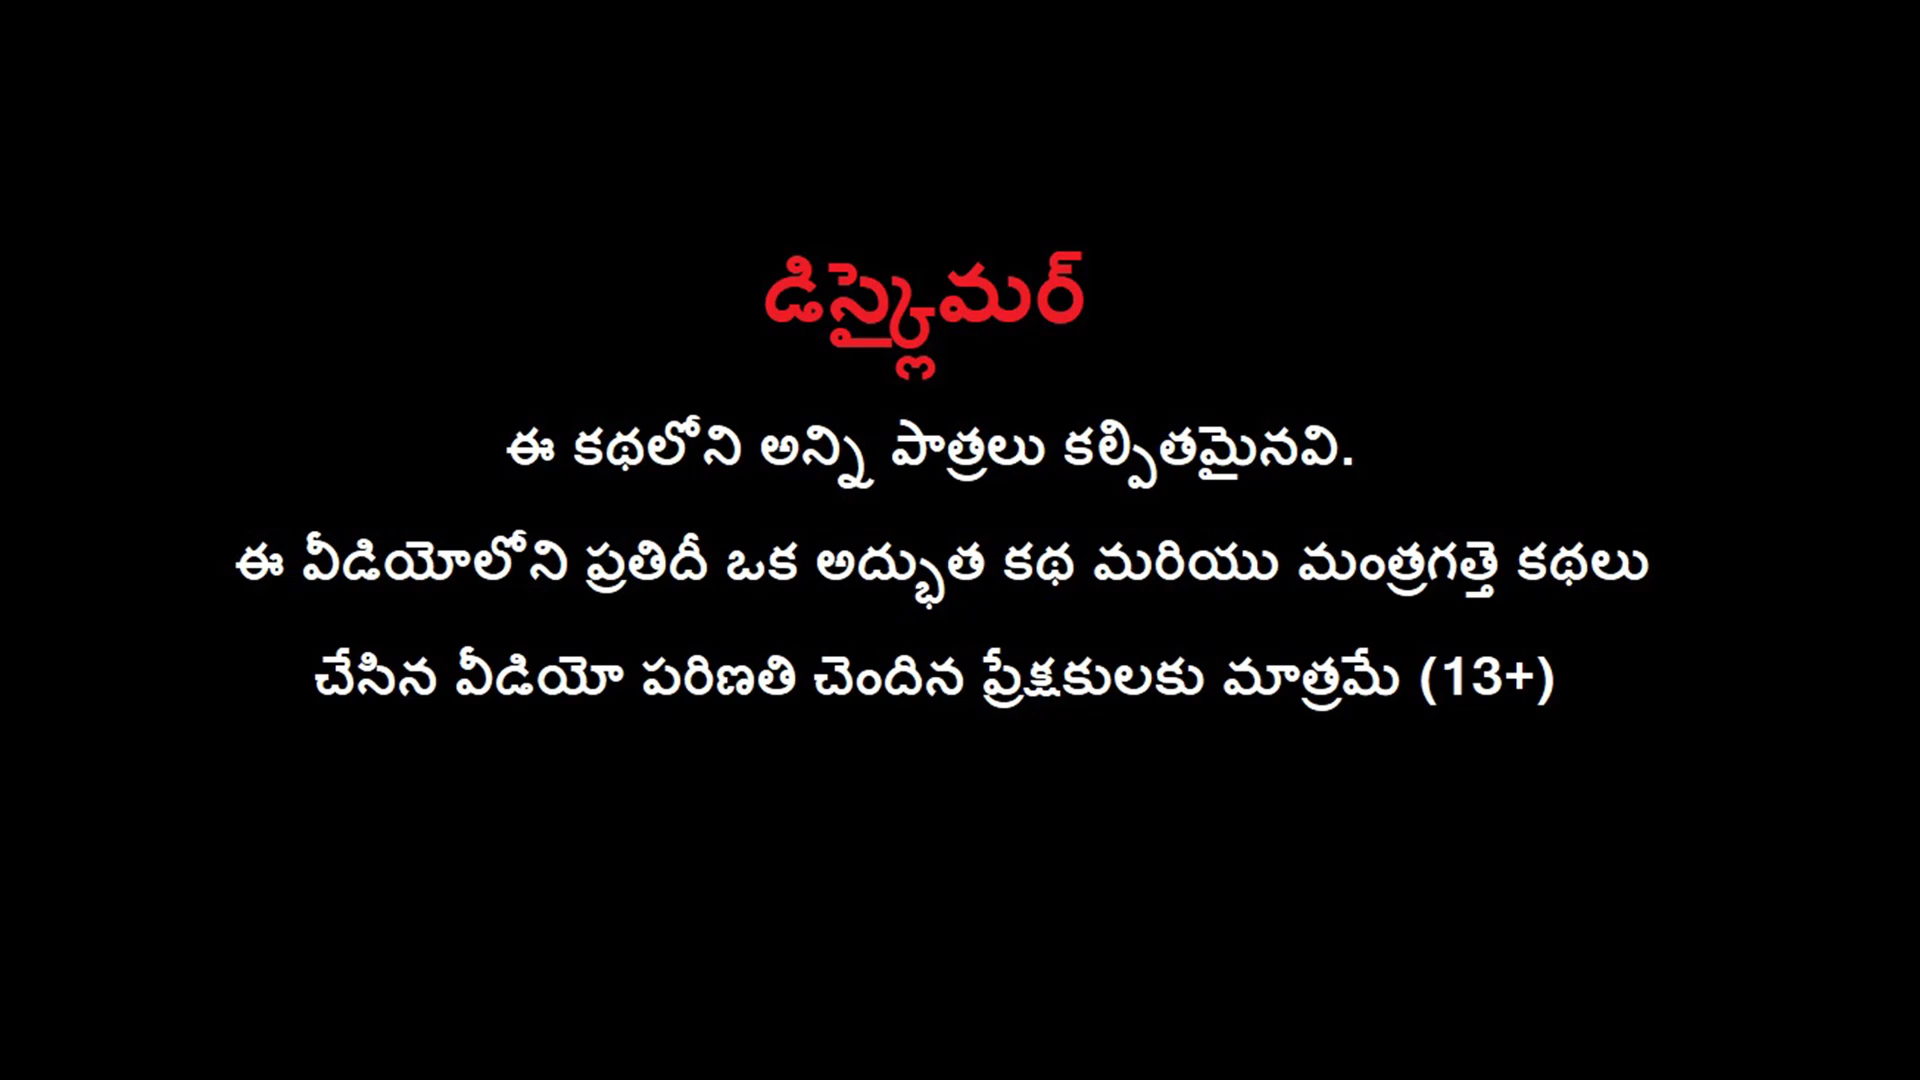 డిస్క్లైమర్
ఈ కథలోని అన్ని పాత్రలు కల్పితమైనవి.
ఈ వీడియోలోని ప్రతిదీ ఒక అద్భుత కథ మరియు మంత్రగత్తె కథలు
చేసిన వీడియో పరిణతి చెందిన ప్రేక్షకులకు మాత్రమే (13+)